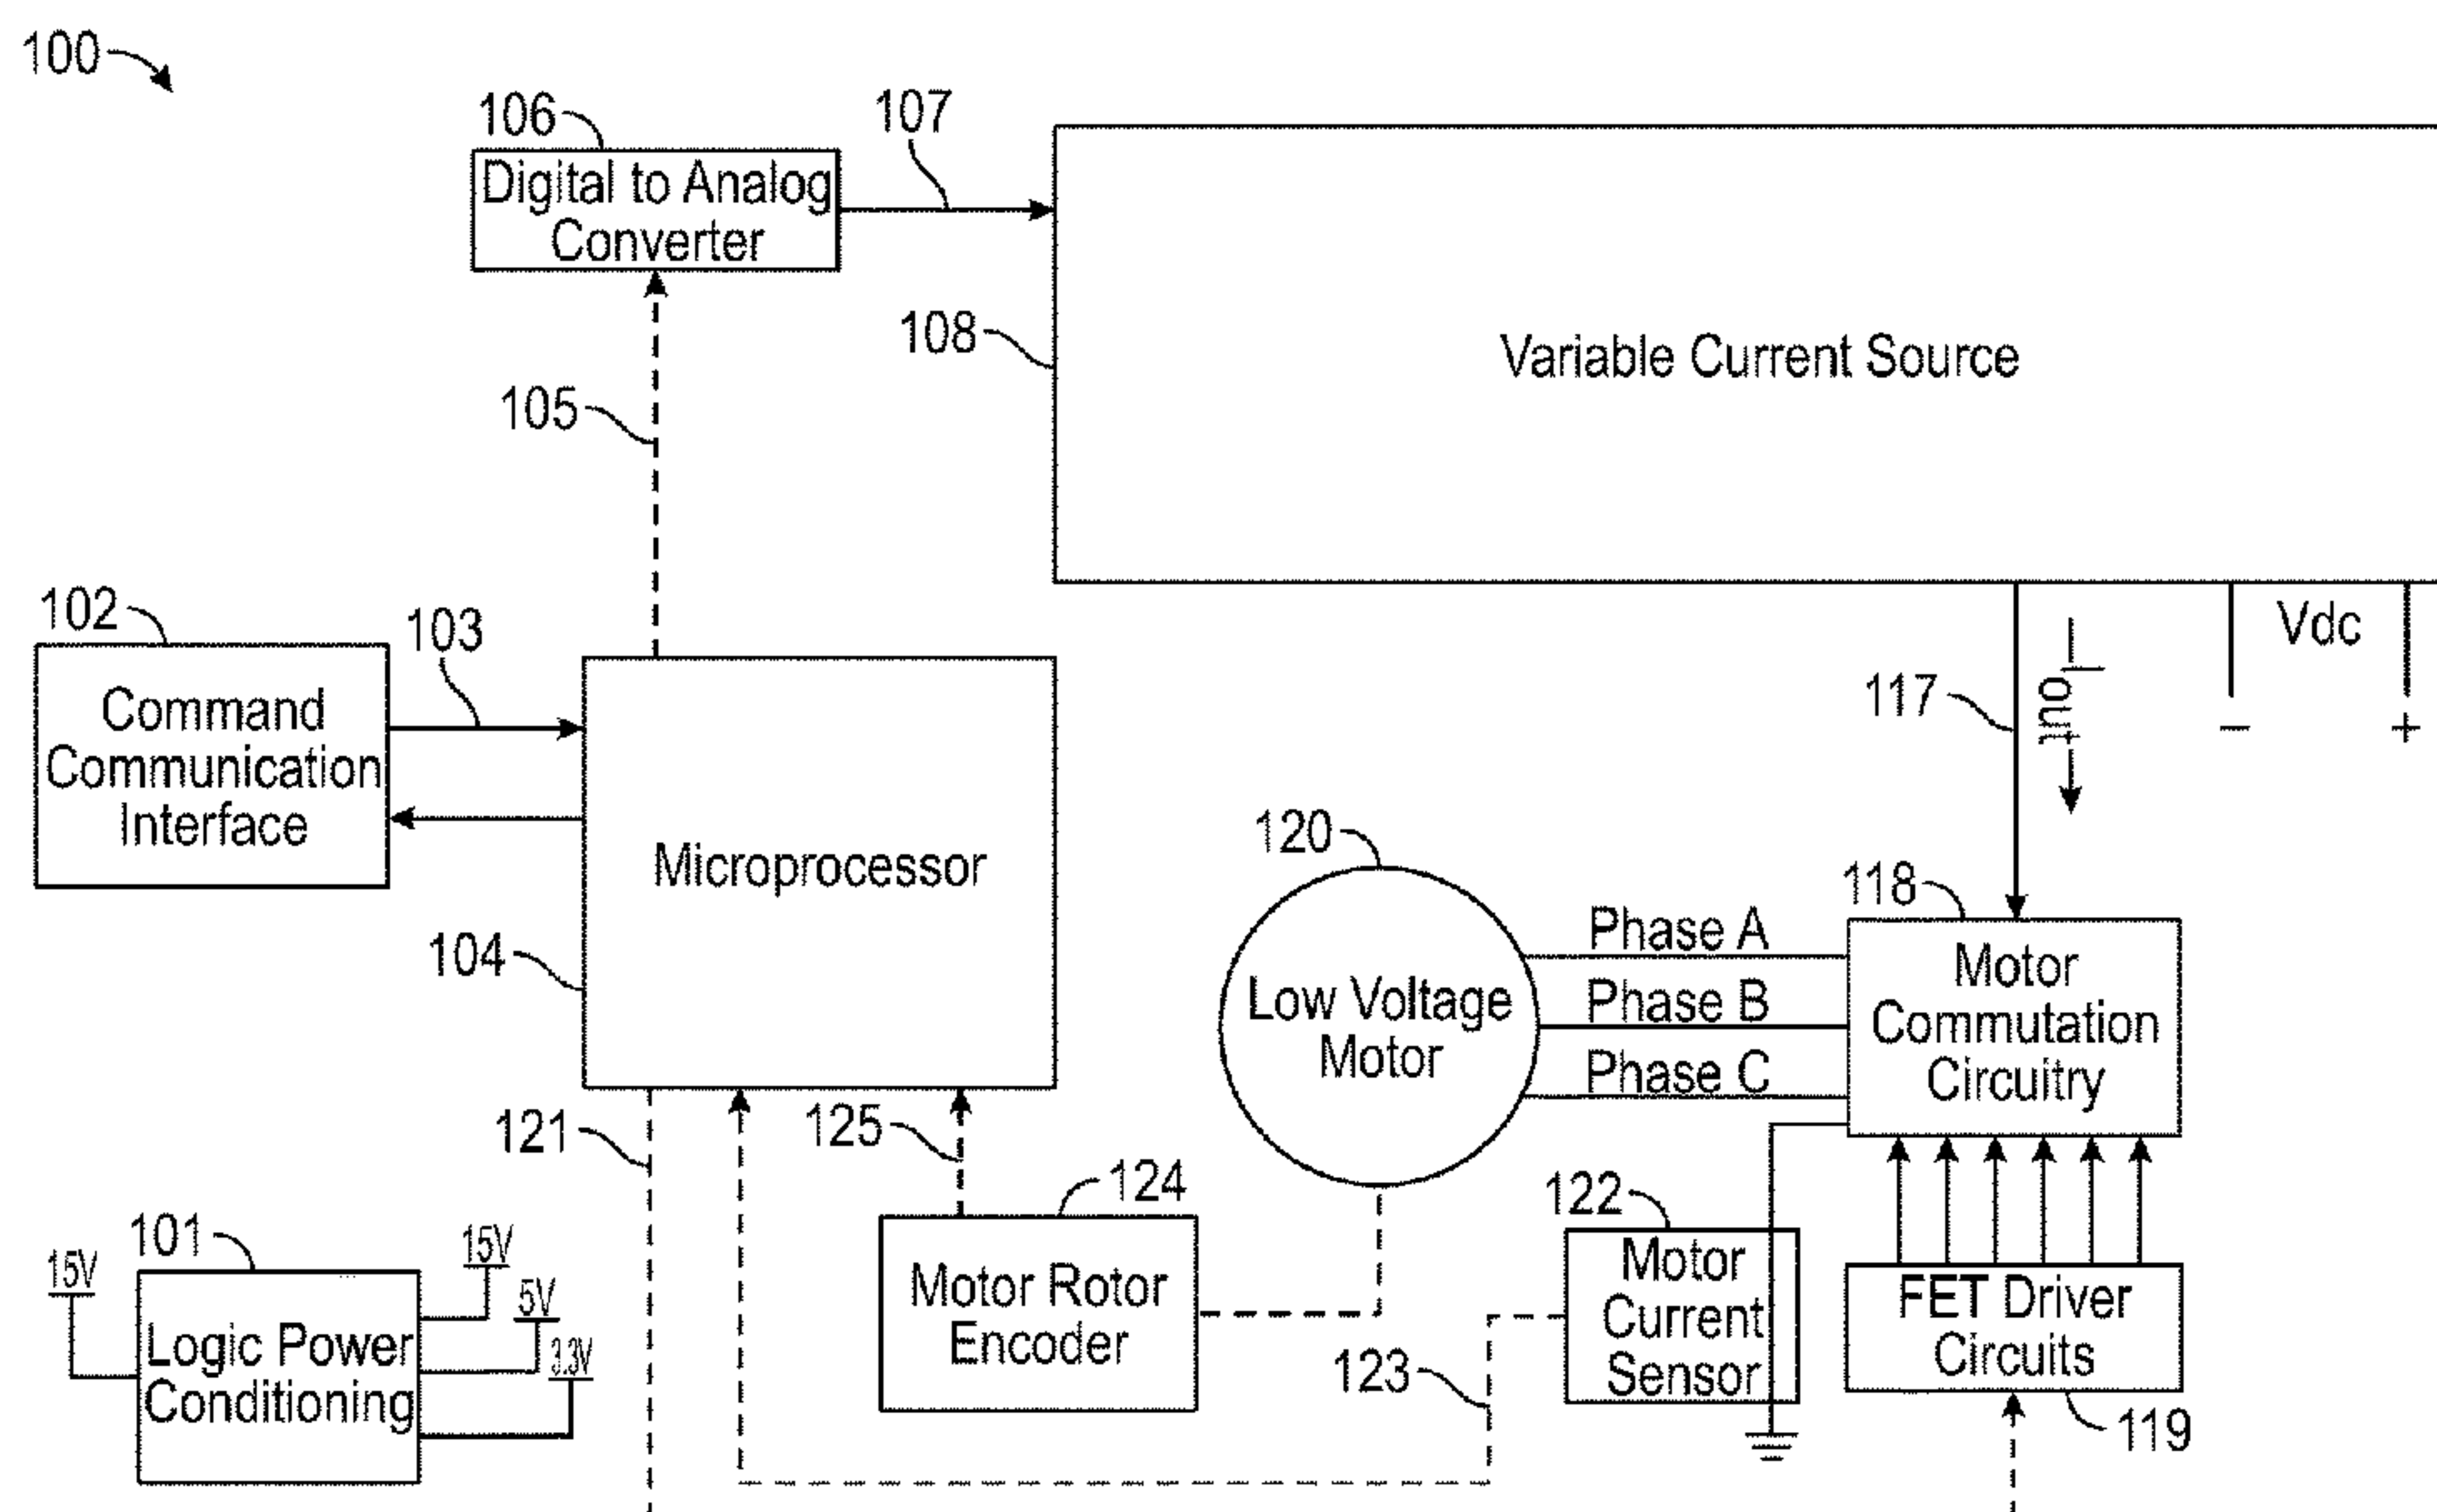 100
106
107
Digital to Analog
Converter
108
Variable Current Source
105
102
103
Command
Communication
Interface
Microprocessor
104
117
I_out
Vdc
−
+
120
118
Phase A
Phase B
Phase C
Low Voltage
Motor
Motor
Commutation
Circuitry
121
125
124
122
101
15V
15V
5V
3.3V
Logic Power
Conditioning
Motor Rotor
Encoder
123
Motor
Current
Sensor
FET Driver
Circuits
119